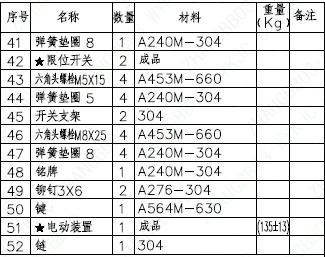 序号 名称 数量 材料 重量(Kg) 备注
41 弹簧垫圈 8 1 A240M-304
42 ★限位开关 2 成品
43 六角头螺栓M5X15 4 A453M-660
44 弹簧垫圈 5 4 A240M-304
45 开关支架 2 304
46 六角头螺栓M8X25 4 A453M-660
47 弹簧垫圈 8 4 A240M-304
48 铭牌 1 A240M-304
49 铆钉3X6 2 A276-304
50 键 1 A564M-630
51 ★电动装置 1 成品 (135±13)
52 链 1 304